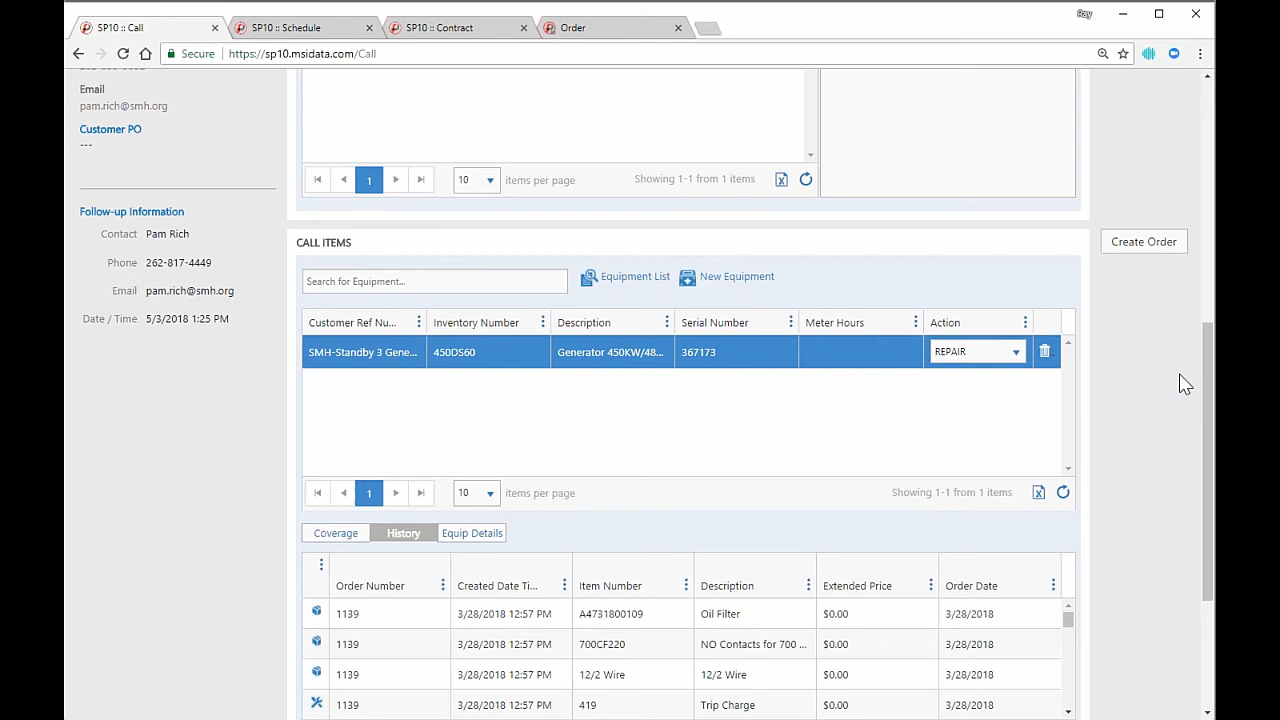 Ray
SP10 :: Call
SP10 :: Schedule
SP10 :: Contract
Order
Secure
https://sp10.msidata.com/Call
Email
pam.rich@smh.org
Customer PO
---
Follow-up Information
Contact Pam Rich
Phone 262-817-4449
Email pam.rich@smh.org
Date / Time 5/3/2018 1:25 PM
1
10
items per page
Showing 1-1 from 1 items
CALL ITEMS
Create Order
Search for Equipment...
Equipment List
New Equipment
Customer Ref Nu... Inventory Number Description Serial Number Meter Hours Action
SMH-Standby 3 Gene... 450DS60 Generator 450KW/48... 367173 REPAIR
1
10
items per page
Showing 1-1 from 1 items
Coverage History Equip Details
Order Number Created Date Ti... Item Number Description Extended Price Order Date
1139 3/28/2018 12:57 PM A4731800109 Oil Filter $0.00 3/28/2018
1139 3/28/2018 12:57 PM 700CF220 NO Contacts for 700 ... $0.00 3/28/2018
1139 3/28/2018 12:57 PM 12/2 Wire 12/2 Wire $0.00 3/28/2018
1139 3/28/2018 12:57 PM 419 Trip Charge $0.00 3/28/2018